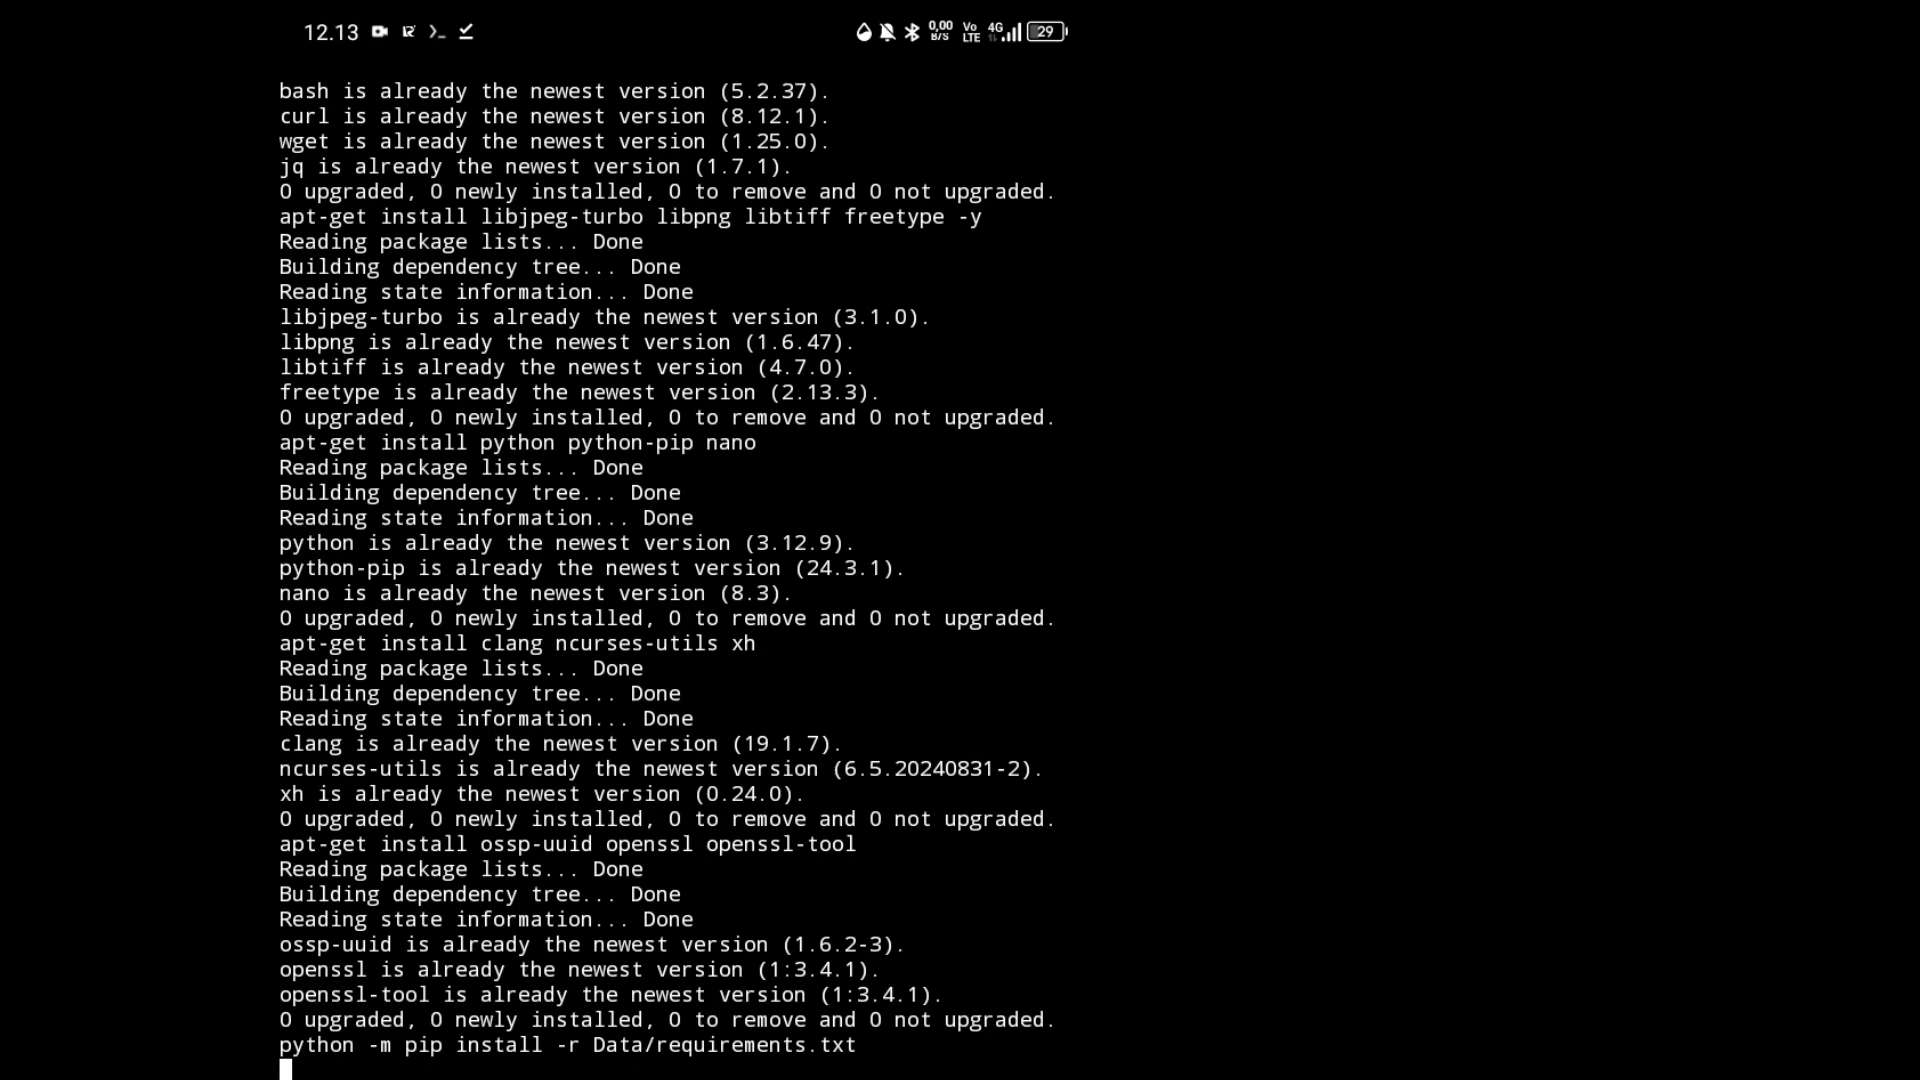 12.13
0,00 B/S Vo LTE 4G 29
bash is already the newest version (5.2.37).
curl is already the newest version (8.12.1).
wget is already the newest version (1.25.0).
jq is already the newest version (1.7.1).
0 upgraded, 0 newly installed, 0 to remove and 0 not upgraded.
apt-get install libjpeg-turbo libpng libtiff freetype -y
Reading package lists... Done
Building dependency tree... Done
Reading state information... Done
libjpeg-turbo is already the newest version (3.1.0).
libpng is already the newest version (1.6.47).
libtiff is already the newest version (4.7.0).
freetype is already the newest version (2.13.3).
0 upgraded, 0 newly installed, 0 to remove and 0 not upgraded.
apt-get install python python-pip nano
Reading package lists... Done
Building dependency tree... Done
Reading state information... Done
python is already the newest version (3.12.9).
python-pip is already the newest version (24.3.1).
nano is already the newest version (8.3).
0 upgraded, 0 newly installed, 0 to remove and 0 not upgraded.
apt-get install clang ncurses-utils xh
Reading package lists... Done
Building dependency tree... Done
Reading state information... Done
clang is already the newest version (19.1.7).
ncurses-utils is already the newest version (6.5.20240831-2).
xh is already the newest version (0.24.0).
0 upgraded, 0 newly installed, 0 to remove and 0 not upgraded.
apt-get install ossp-uuid openssl openssl-tool
Reading package lists... Done
Building dependency tree... Done
Reading state information... Done
ossp-uuid is already the newest version (1.6.2-3).
openssl is already the newest version (1:3.4.1).
openssl-tool is already the newest version (1:3.4.1).
0 upgraded, 0 newly installed, 0 to remove and 0 not upgraded.
python -m pip install -r Data/requirements.txt